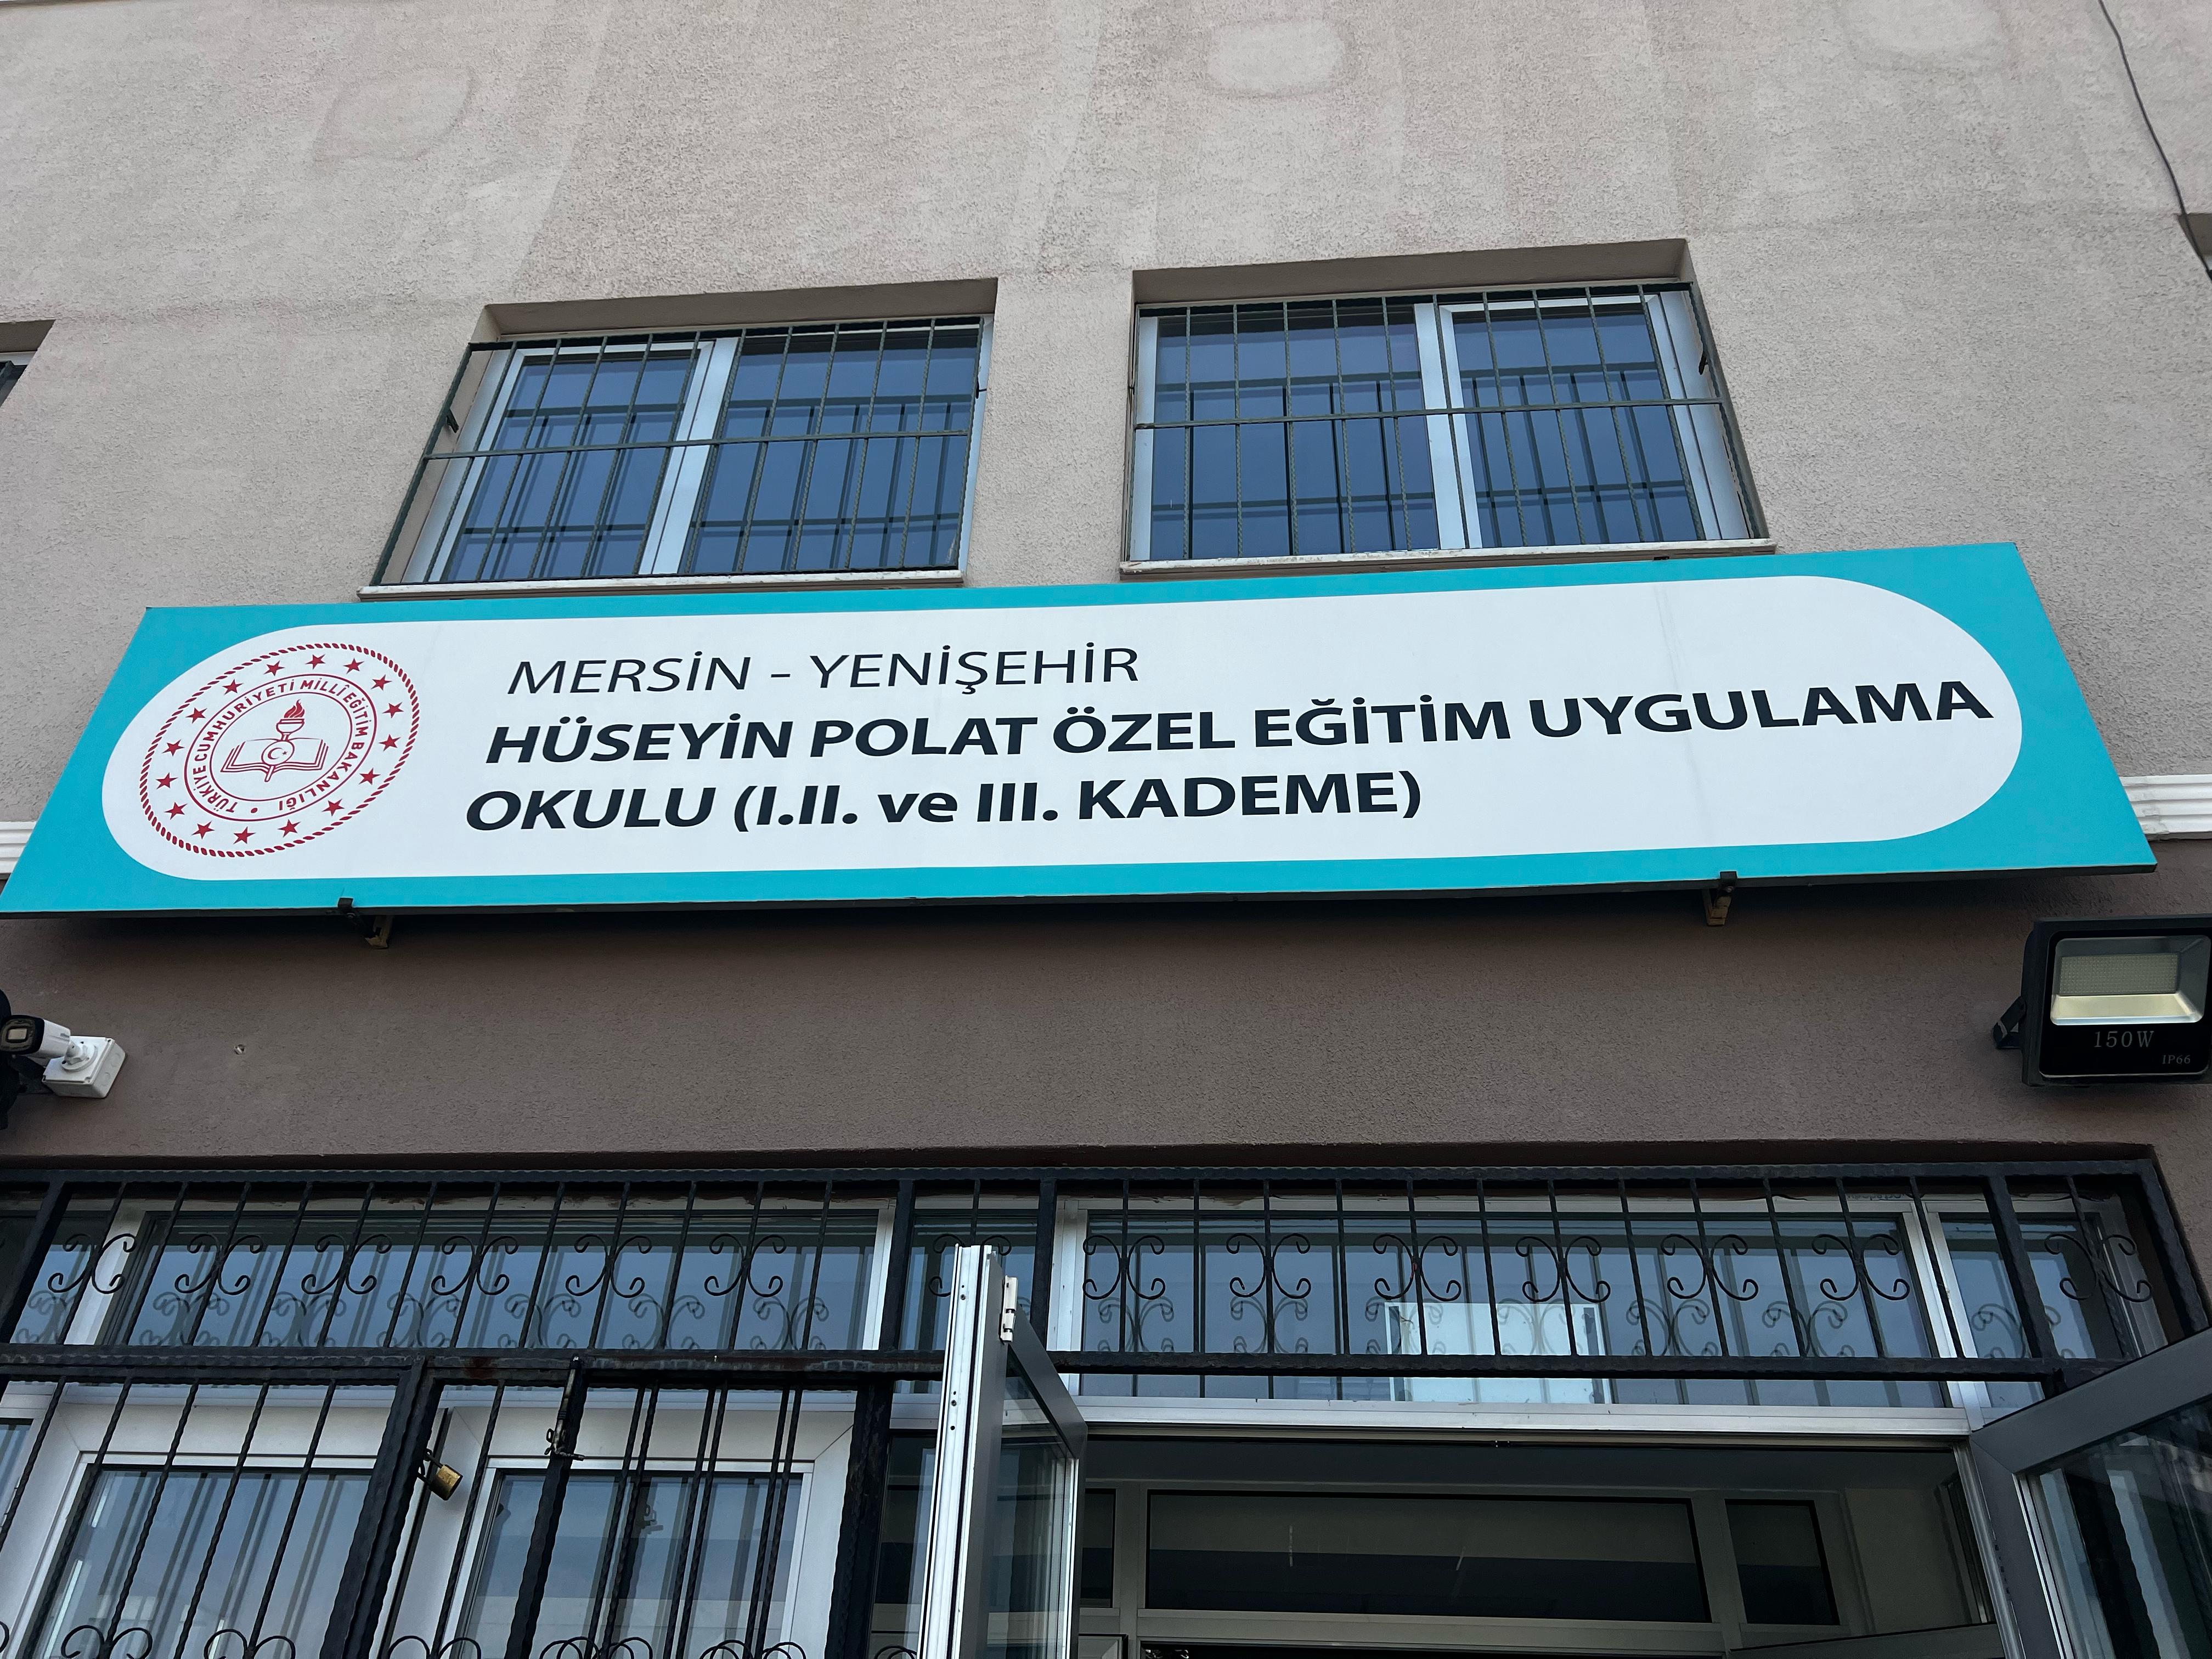 MERSİN - YENİŞEHİR
HÜSEYİN POLAT ÖZEL EĞİTİM UYGULAMA
OKULU (I.II. ve III. KADEME)
TÜRKİYE CUMHURİYETİ MİLLÎ EĞİTİM BAKANLIĞI
150W
IP66